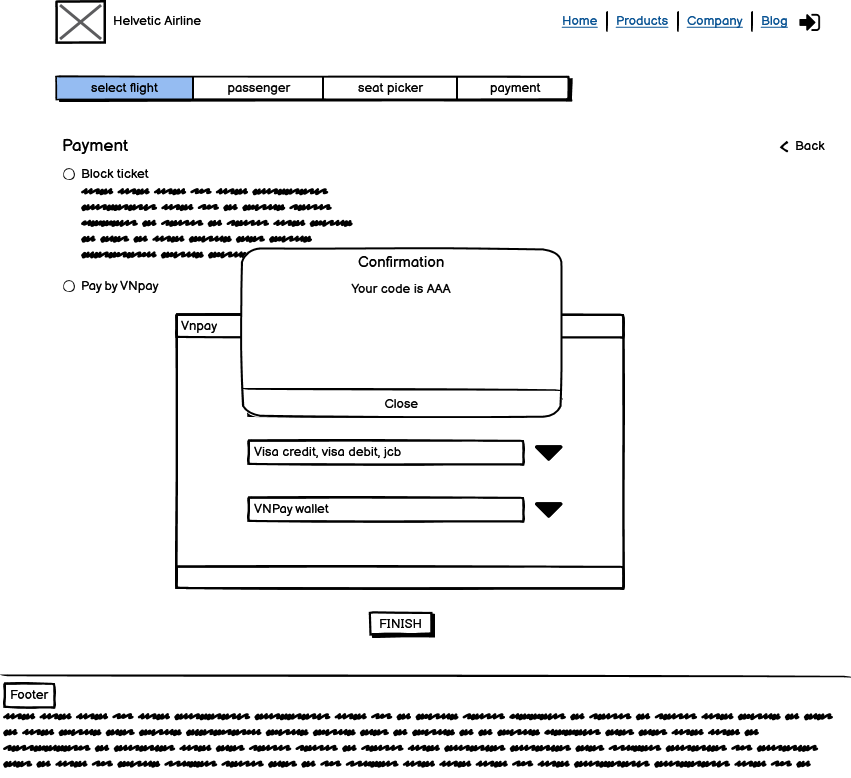 Helvetic Airline
Home Products Company Blog
select flight passenger seat picker payment
Payment
Back
Block ticket
Pay by VNpay
Confirmation
Your code is AAA
Close
Vnpay
Visa credit, visa debit, jcb
VNPay wallet
FINISH
Footer